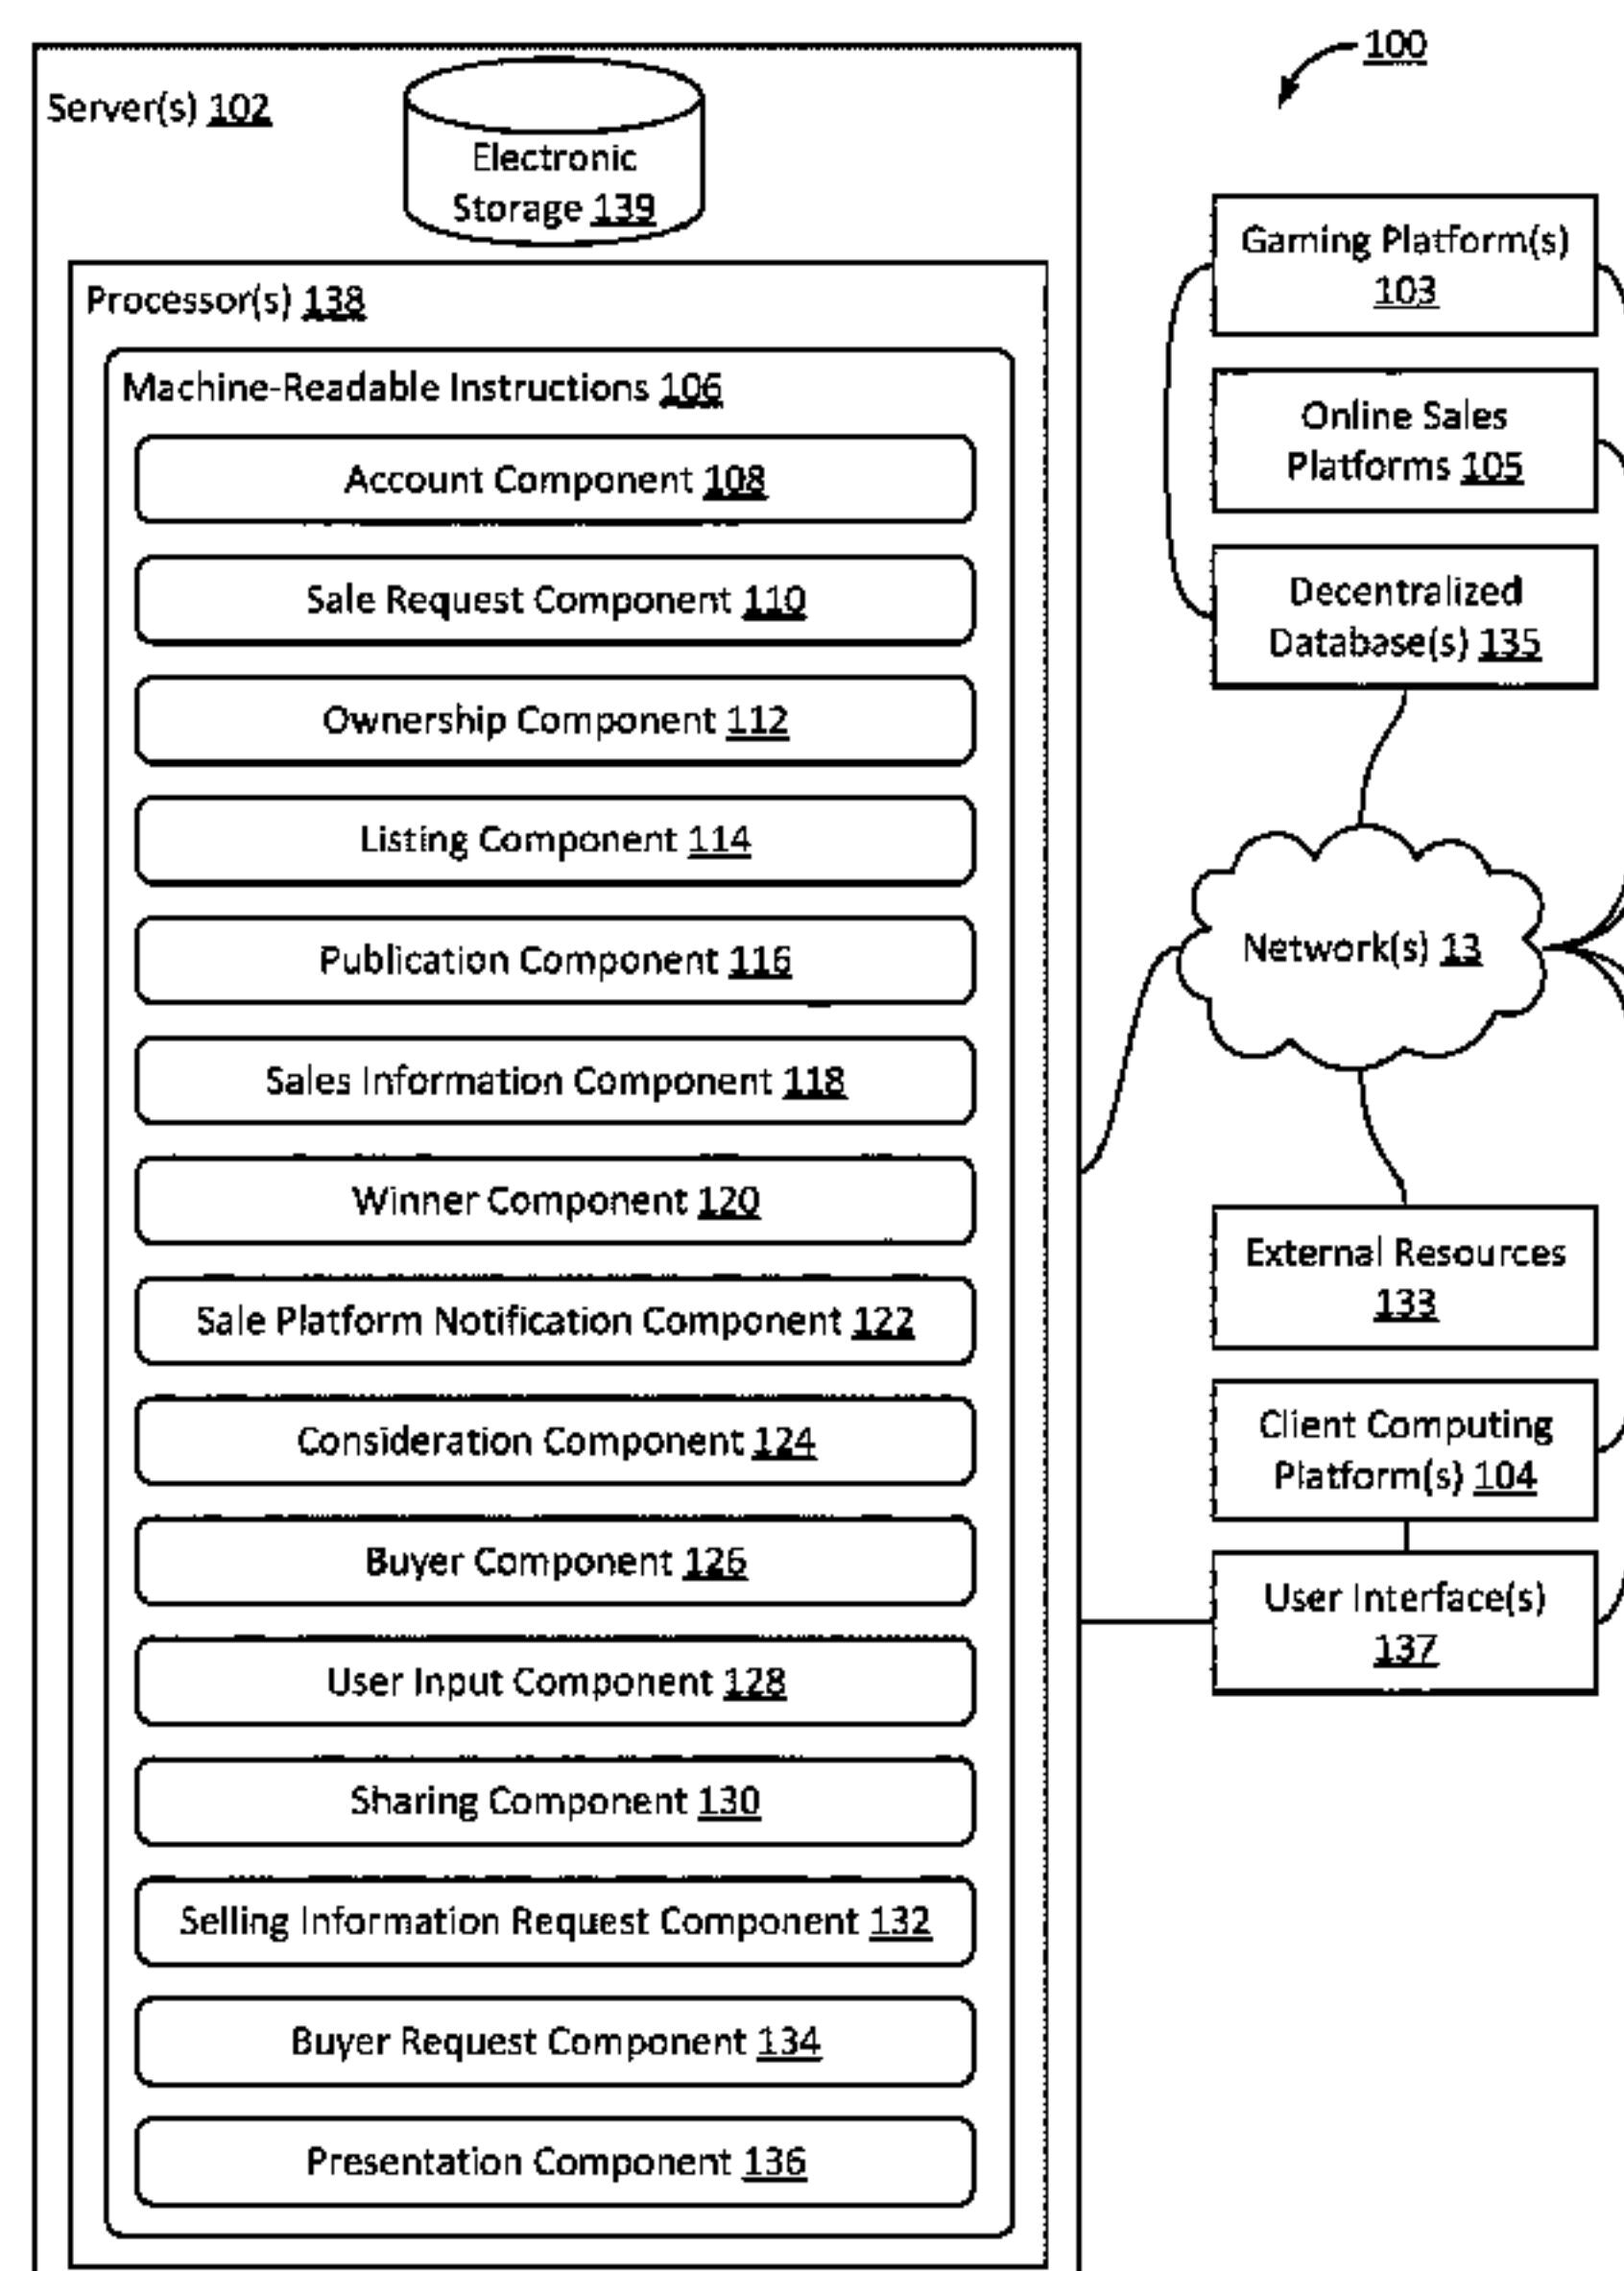 100
Server(s) 102
Electronic
Storage 139
Processor(s) 138
Machine-Readable Instructions 106
Account Component 108
Sale Request Component 110
Ownership Component 112
Listing Component 114
Publication Component 116
Sales Information Component 118
Winner Component 120
Sale Platform Notification Component 122
Consideration Component 124
Buyer Component 126
User Input Component 128
Sharing Component 130
Selling Information Request Component 132
Buyer Request Component 134
Presentation Component 136
Gaming Platform(s)
103
Online Sales
Platforms 105
Decentralized
Database(s) 135
Network(s) 13
External Resources
133
Client Computing
Platform(s) 104
User Interface(s)
137